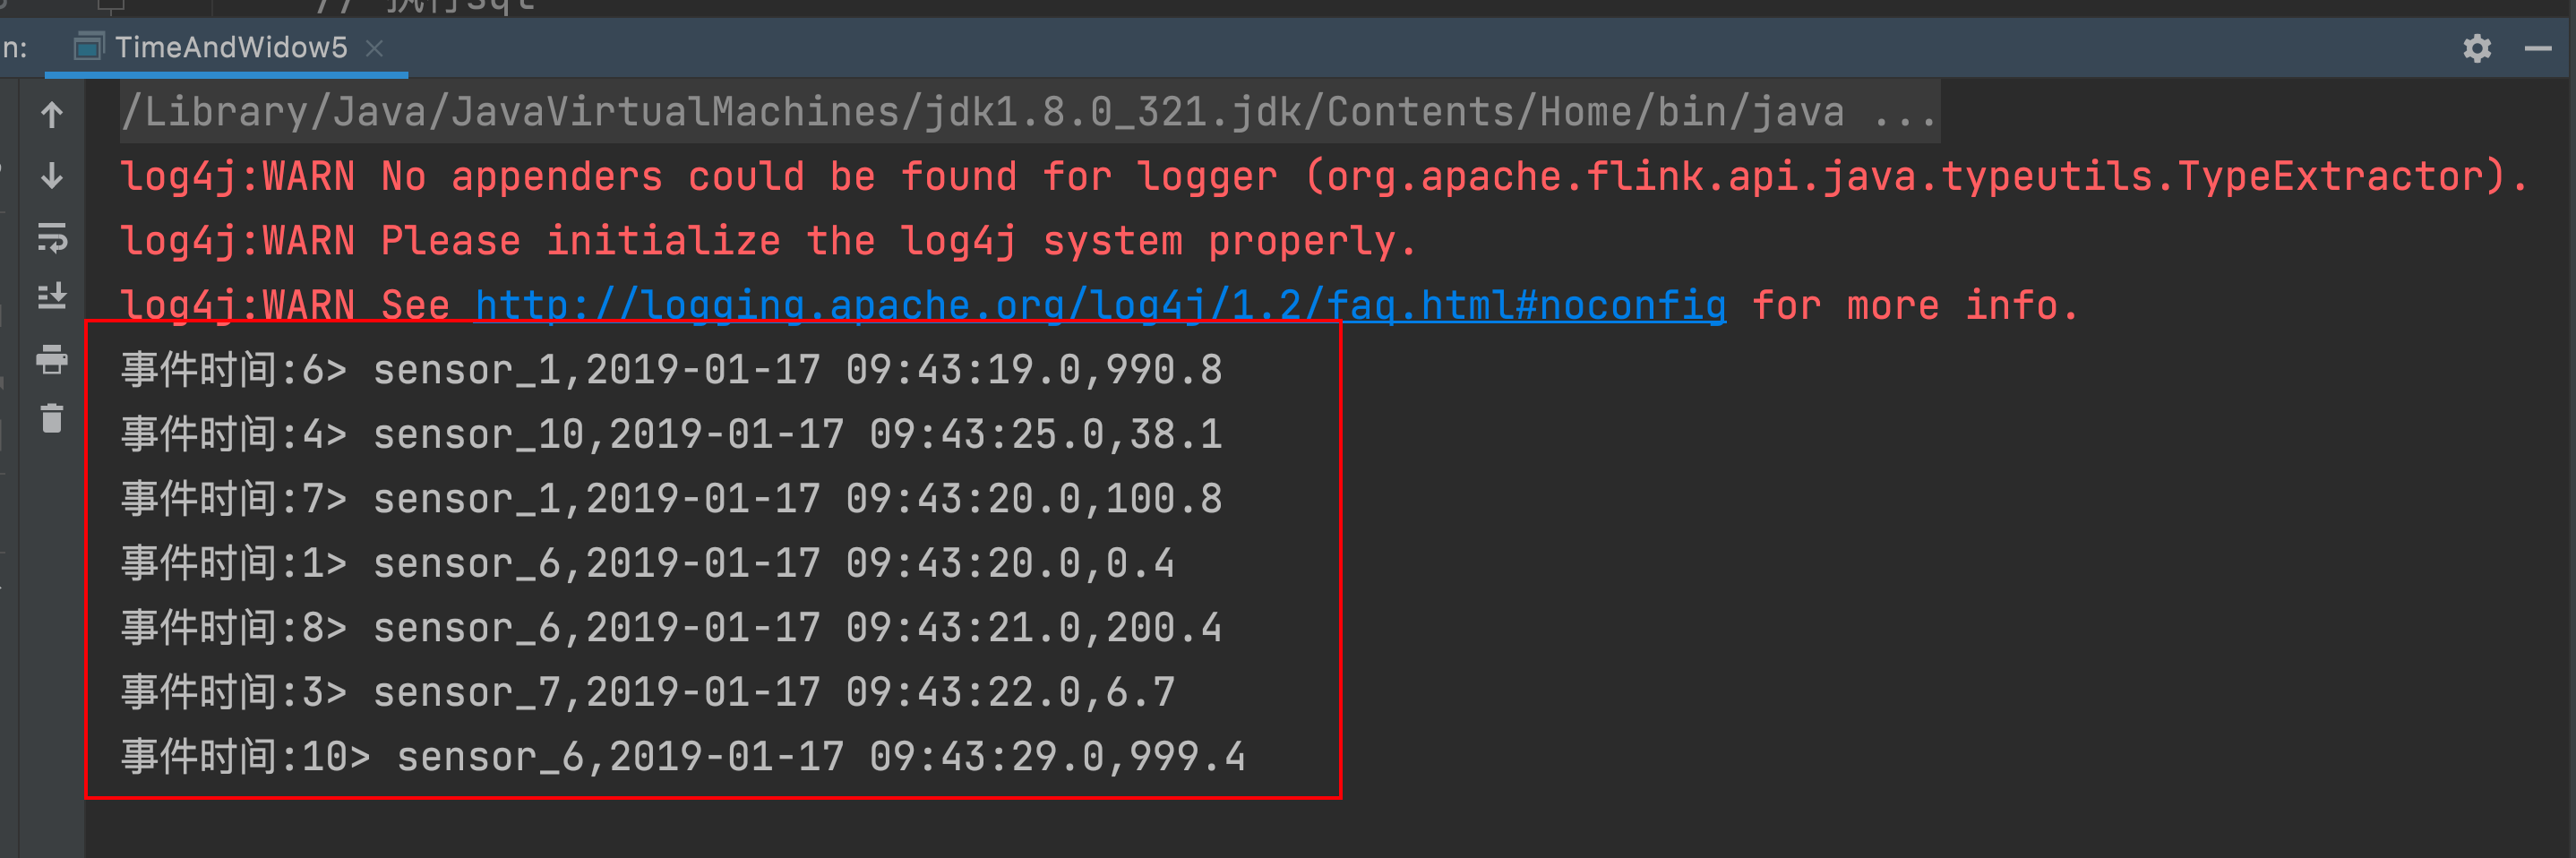 // 执行sql
n:
TimeAndWidow5
/Library/Java/JavaVirtualMachines/jdk1.8.0_321.jdk/Contents/Home/bin/java ...
log4j:WARN No appenders could be found for logger (org.apache.flink.api.java.typeutils.TypeExtractor).
log4j:WARN Please initialize the log4j system properly.
log4j:WARN See http://logging.apache.org/log4j/1.2/faq.html#noconfig for more info.
事件时间:6> sensor_1,2019-01-17 09:43:19.0,990.8
事件时间:4> sensor_10,2019-01-17 09:43:25.0,38.1
事件时间:7> sensor_1,2019-01-17 09:43:20.0,100.8
事件时间:1> sensor_6,2019-01-17 09:43:20.0,0.4
事件时间:8> sensor_6,2019-01-17 09:43:21.0,200.4
事件时间:3> sensor_7,2019-01-17 09:43:22.0,6.7
事件时间:10> sensor_6,2019-01-17 09:43:29.0,999.4